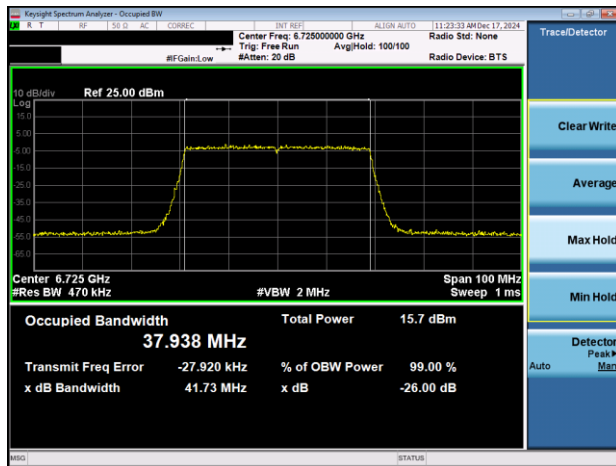 Keysight Spectrum Analyzer - Occupied BW
R T RF 50 Ω AC CORREC INT REF ALIGN AUTO 11:23:33 AM Dec 17, 2024
Center Freq: 6.725000000 GHz Radio Std: None
Trig: Free Run Avg|Hold: 100/100
#IFGain:Low #Atten: 20 dB Radio Device: BTS
10 dB/div Ref 25.00 dBm
Log
15.0
5.00
-5.00
-15.0
-25.0
-35.0
-45.0
-55.0
-65.0
Center 6.725 GHz Span 100 MHz
#Res BW 470 kHz #VBW 2 MHz Sweep 1 ms
Occupied Bandwidth Total Power 15.7 dBm
37.938 MHz
Transmit Freq Error -27.920 kHz % of OBW Power 99.00 %
x dB Bandwidth 41.73 MHz x dB -26.00 dB
MSG STATUS
Trace/Detector
Clear Write
Average
Max Hold
Min Hold
Detector
Peak
Auto Man